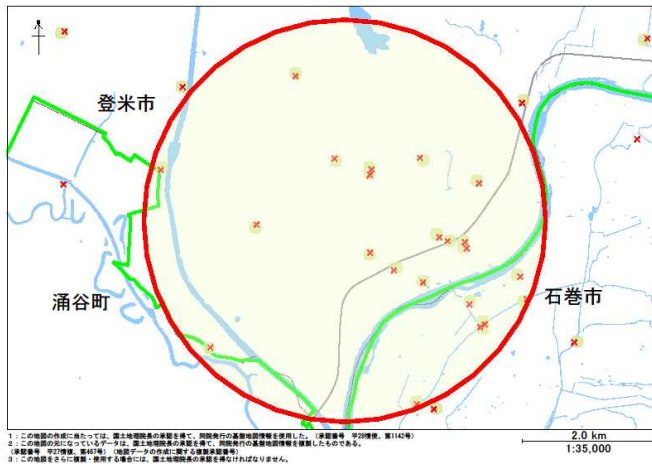 登米市
涌谷町
石巻市
2.0 km
1:35,000
1：この地図の作成に当たっては、国土地理院長の承認を得て、同院発行の基盤地図情報を使用した。（承認番号　平28情使、第1142号）
2：この地図の元になっているデータは、国土地理院長の承認を得て、同院発行の基盤地図情報を複製したものである。
（承認番号　平27情複、第467号）（地図データの作成に関する複製承認番号）
3：この地図をさらに複製・使用する場合には、国土地理院長の承認を得なければなりません。